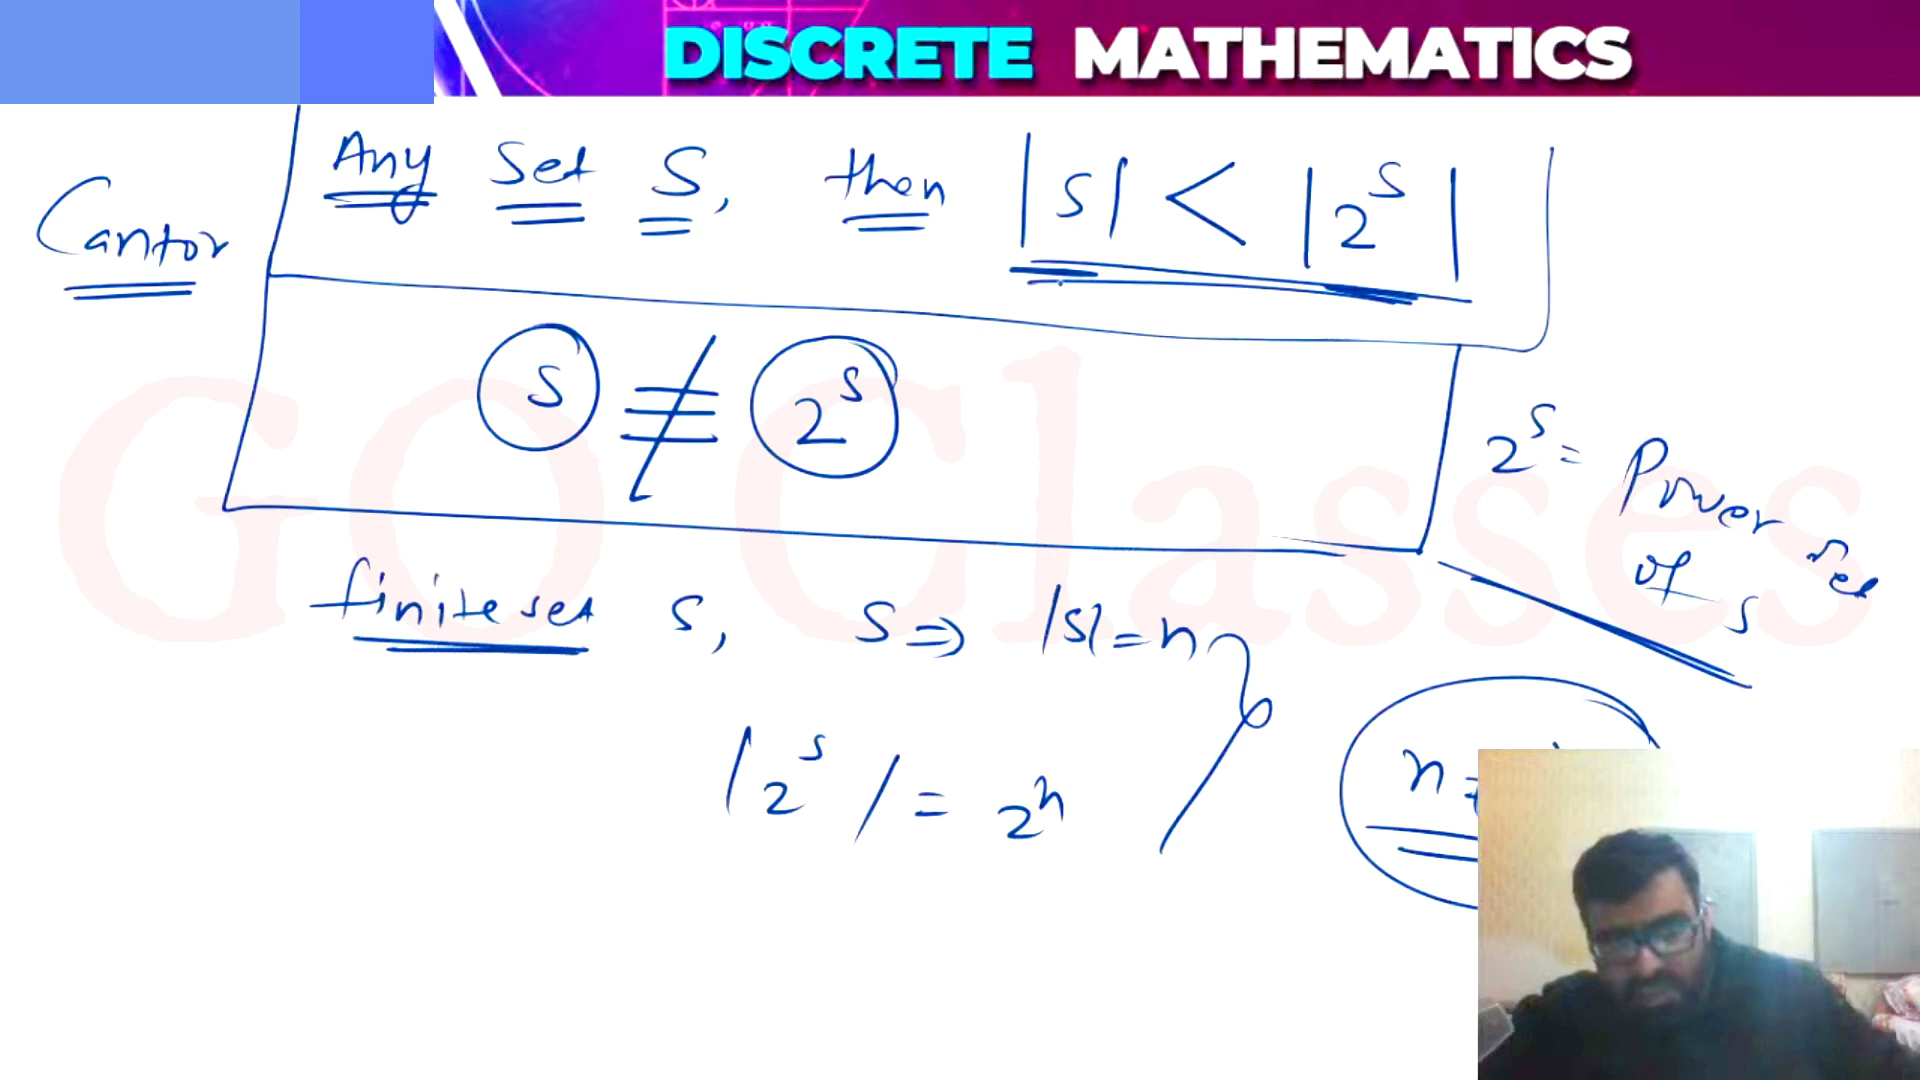 DISCRETE MATHEMATICS
Cantor
Any Set S, then |S| < |2^S|
S ≢ 2^S
2^S = Power Set of S
finite set S, S ⇒ |S| = n
|2^S| = 2^n
n
GO Classes